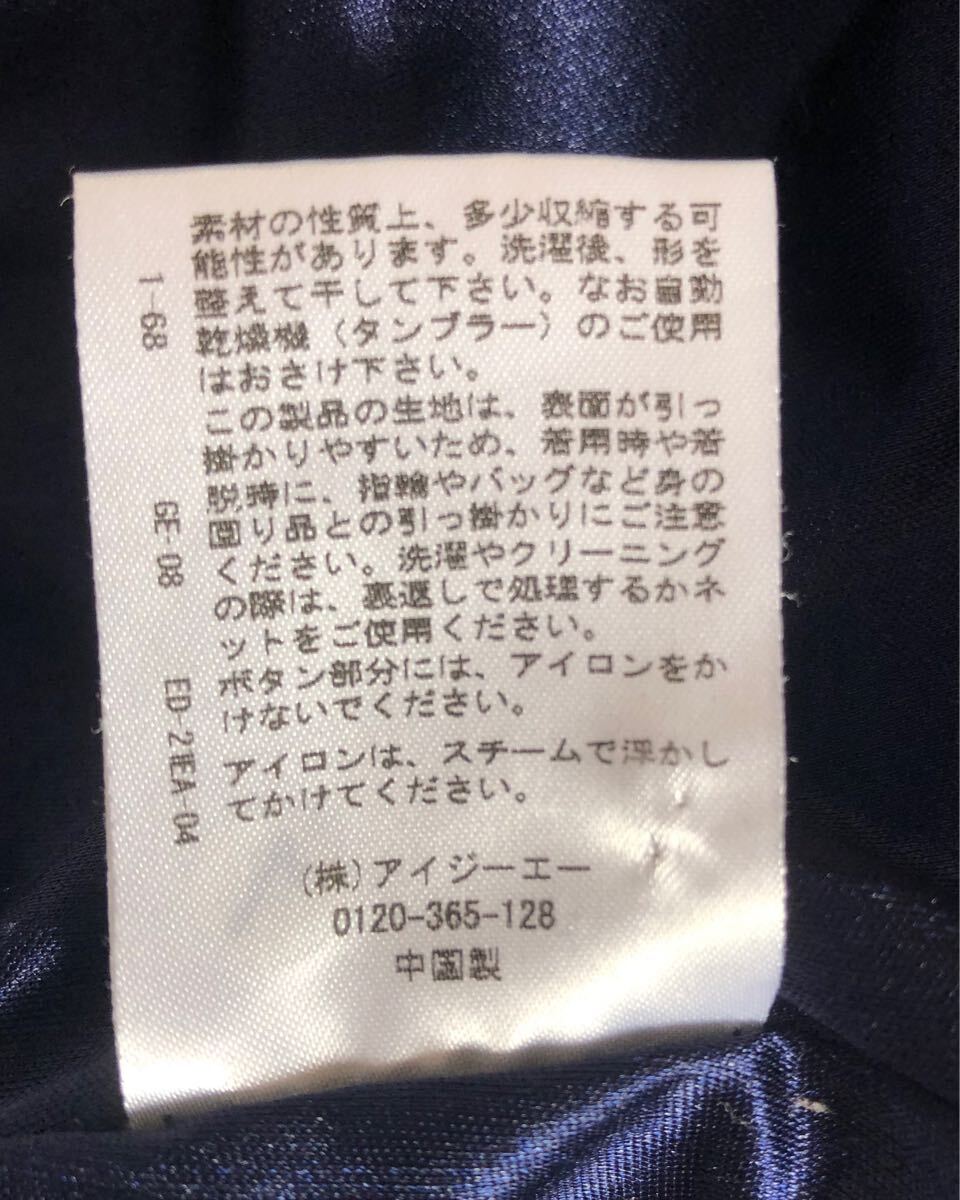 素材の性質上、多少収縮する可
能性があります。洗濯後、形を
整えて干して下さい。なお自動
乾燥機（タンブラー）のご使用
はおさけ下さい。
この製品の生地は、表面が引っ
掛かりやすいため、着用時や着
脱時に、指輪やバッグなど身の
回り品との引っ掛かりにご注意
ください。洗濯やクリーニング
の際は、裏返しで処理するかネ
ットをご使用ください。
ボタン部分には、アイロンをか
けないでください。
アイロンは、スチームで浮かし
てかけてください。
(株)アイジーエー
0120-365-128
中国製
1-68
GE-08
ED-21EA-04